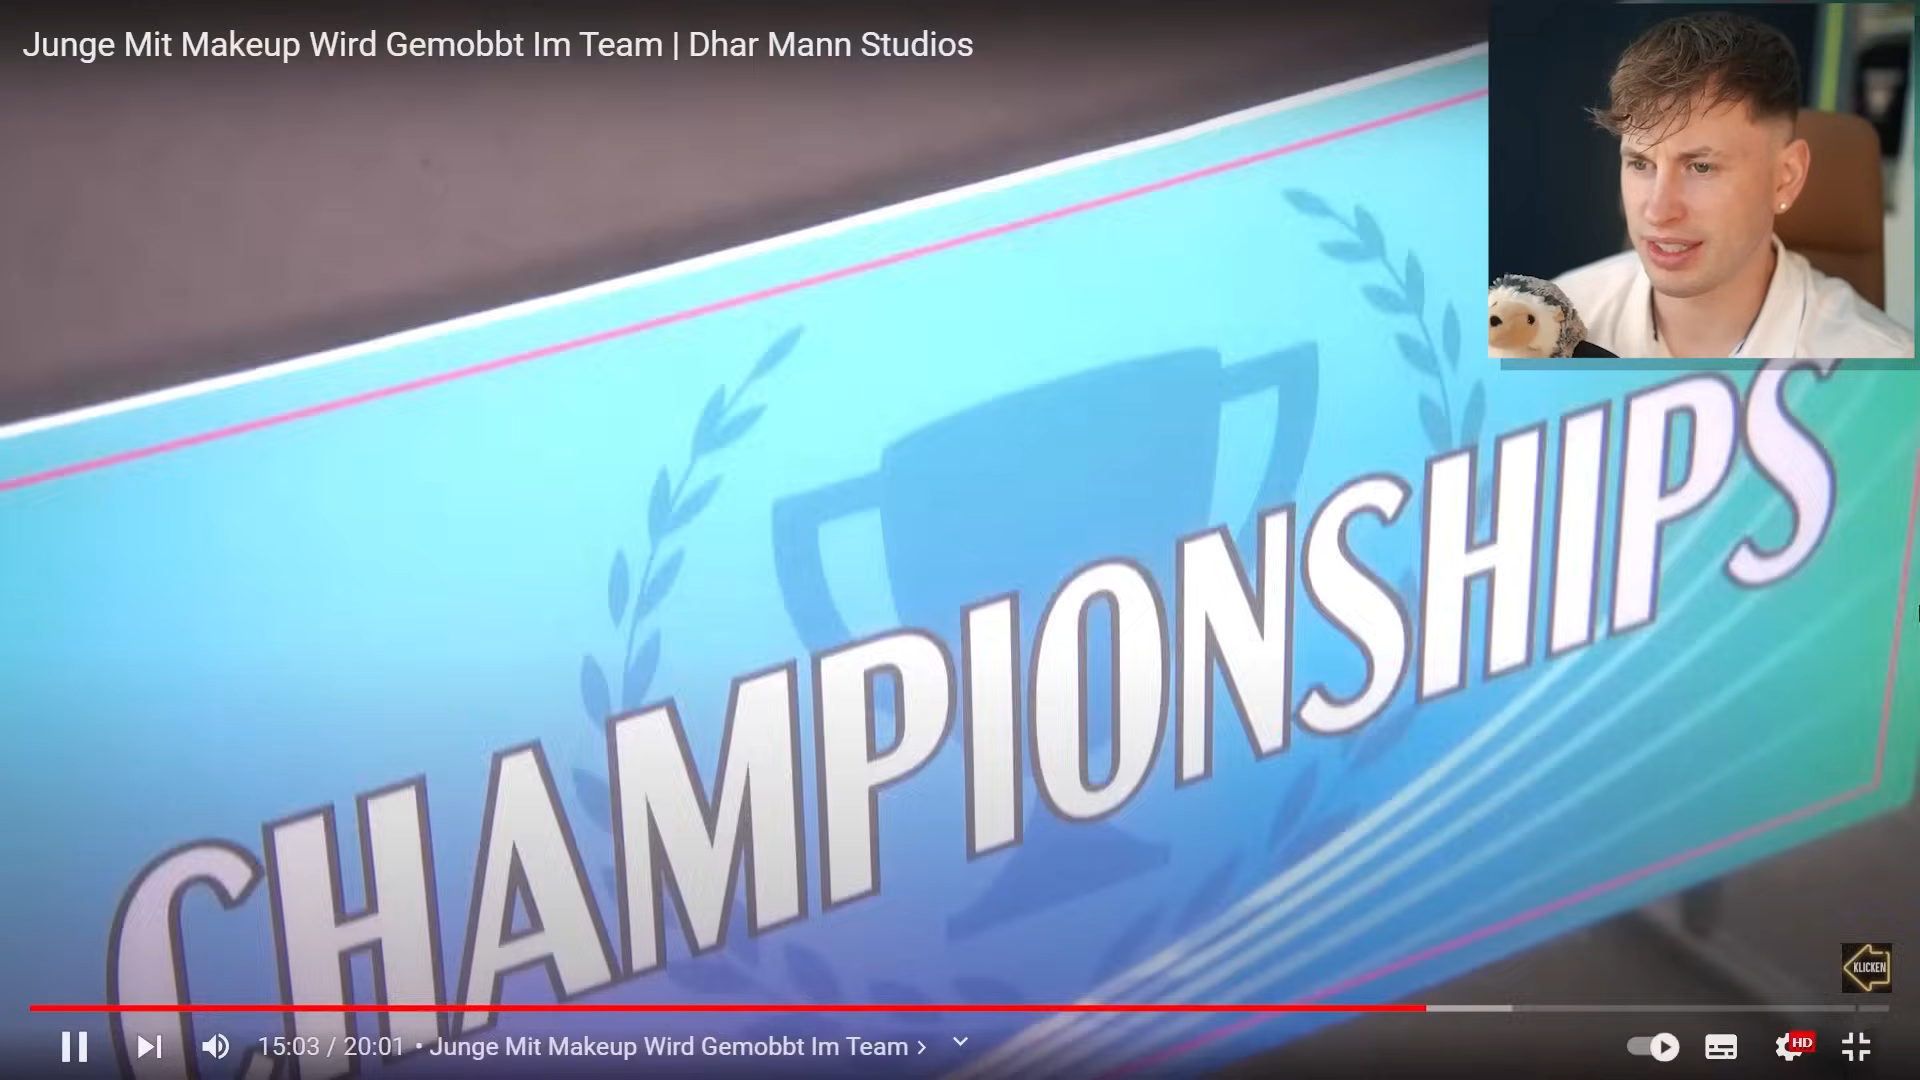 Junge Mit Makeup Wird Gemobbt Im Team | Dhar Mann Studios
CHAMPIONSHIPS
KLICKEN
15:03 / 20:01 • Junge Mit Makeup Wird Gemobbt Im Team
HD